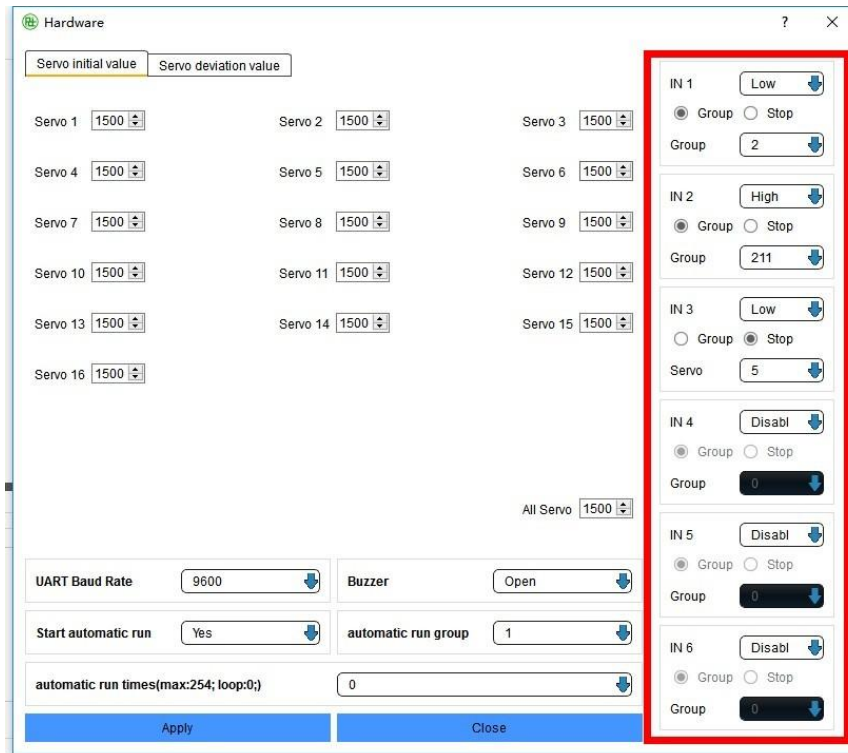 Hardware
?
Servo initial value
Servo deviation value
Servo 1 1500
Servo 2 1500
Servo 3 1500
Servo 4 1500
Servo 5 1500
Servo 6 1500
Servo 7 1500
Servo 8 1500
Servo 9 1500
Servo 10 1500
Servo 11 1500
Servo 12 1500
Servo 13 1500
Servo 14 1500
Servo 15 1500
Servo 16 1500
All Servo 1500
UART Baud Rate 9600
Buzzer Open
Start automatic run Yes
automatic run group 1
automatic run times(max:254; loop:0;) 0
Apply
Close
IN 1 Low
Group Stop
Group 2
IN 2 High
Group Stop
Group 211
IN 3 Low
Group Stop
Servo 5
IN 4 Disabl
Group Stop
Group 0
IN 5 Disabl
Group Stop
Group 0
IN 6 Disabl
Group Stop
Group 0